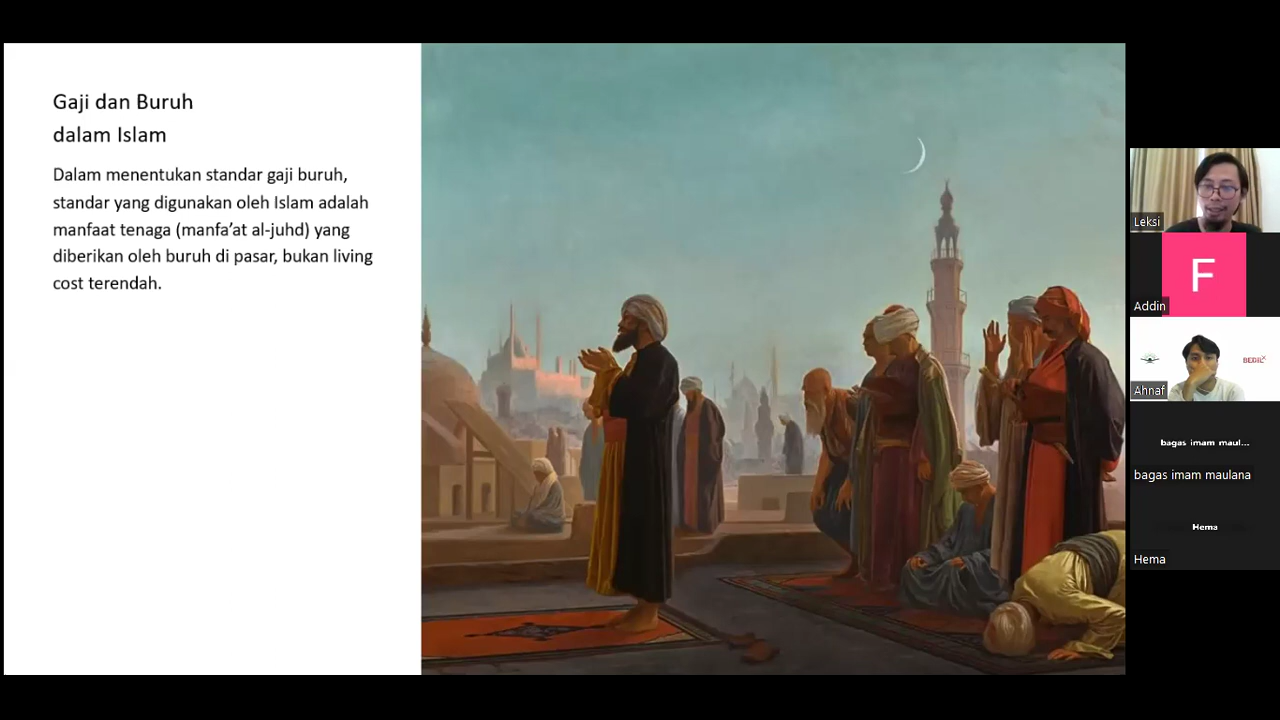 Gaji dan Buruh
dalam Islam
Dalam menentukan standar gaji buruh,
standar yang digunakan oleh Islam adalah
manfaat tenaga (manfa’at al-juhd) yang
diberikan oleh buruh di pasar, bukan living
cost terendah.
Leksi
F
Addin
BEDIL
Ahnaf
bagas imam maul...
bagas imam maulana
Hema
Hema